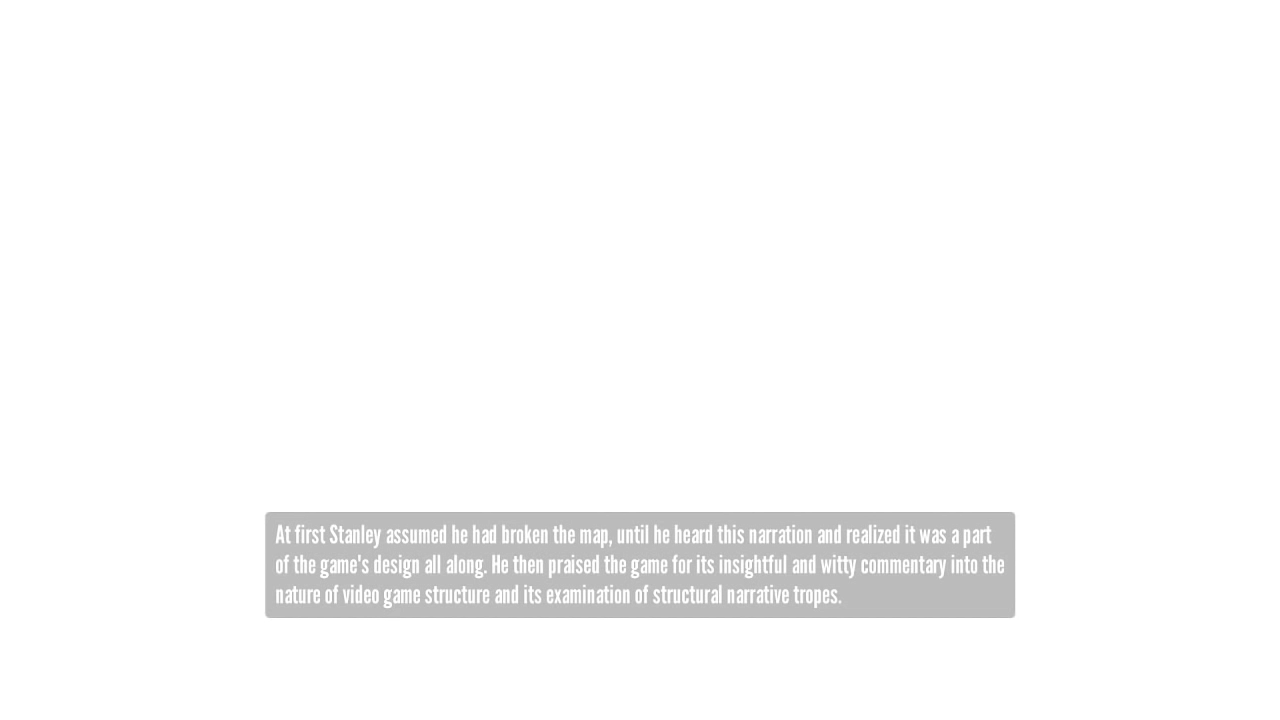 At first Stanley assumed he had broken the map, until he heard this narration and realized it was a part
of the game's design all along. He then praised the game for its insightful and witty commentary into the
nature of video game structure and its examination of structural narrative tropes.